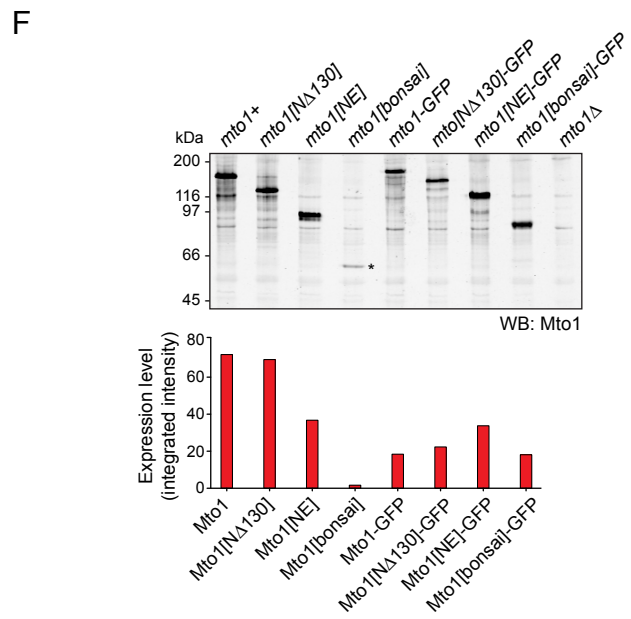 F
mto1+
mto1[NΔ130]
mto1[NE]
mto1[bonsai]
mto1-GFP
mto[NΔ130]-GFP
mto1[NE]-GFP
mto1[bonsai]-GFP
mto1Δ
kDa
200
116
97
66
45
*
WB: Mto1
Expression level
(integrated intensity)
80
60
40
20
0
Mto1
Mto1[NΔ130]
Mto1[NE]
Mto1[bonsai]
Mto1-GFP
Mto1[NΔ130]-GFP
Mto1[NE]-GFP
Mto1[bonsai]-GFP